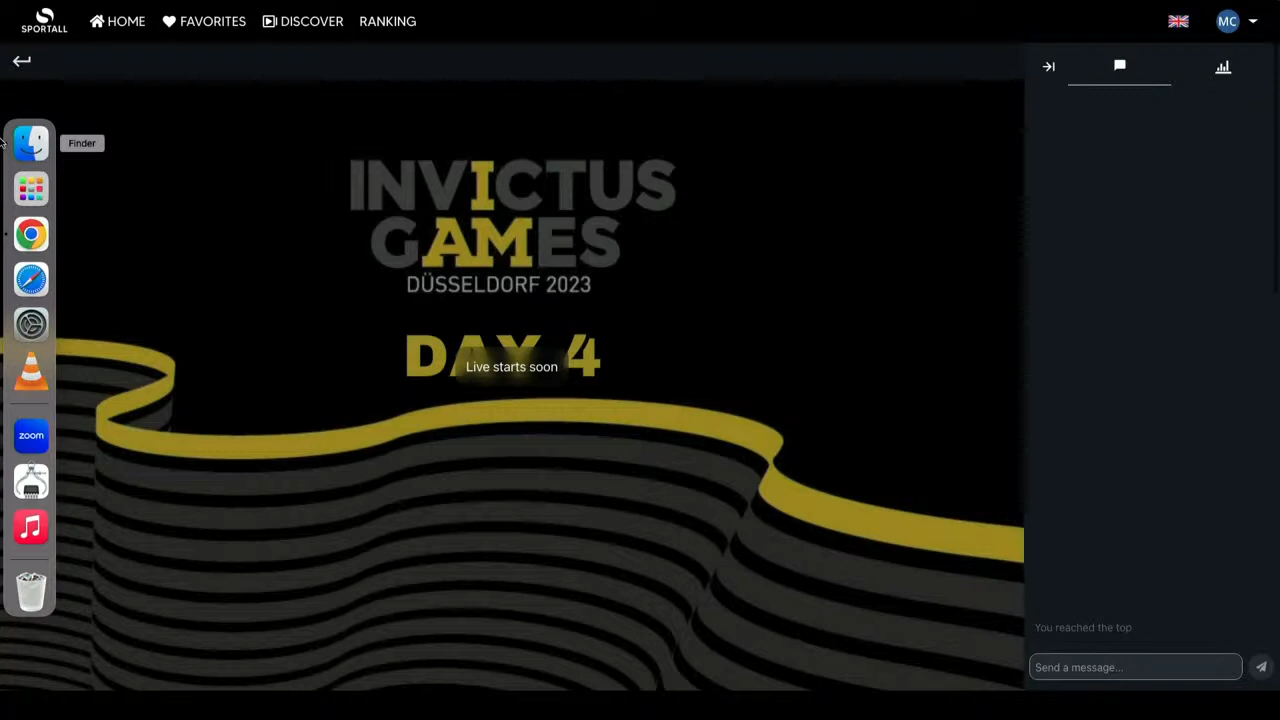 SPORTALL
HOME
FAVORITES
DISCOVER
RANKING
MC
Finder
INVICTUS
GAMES
DÜSSELDORF 2023
DAY 4
Live starts soon
zoom
You reached the top
Send a message...